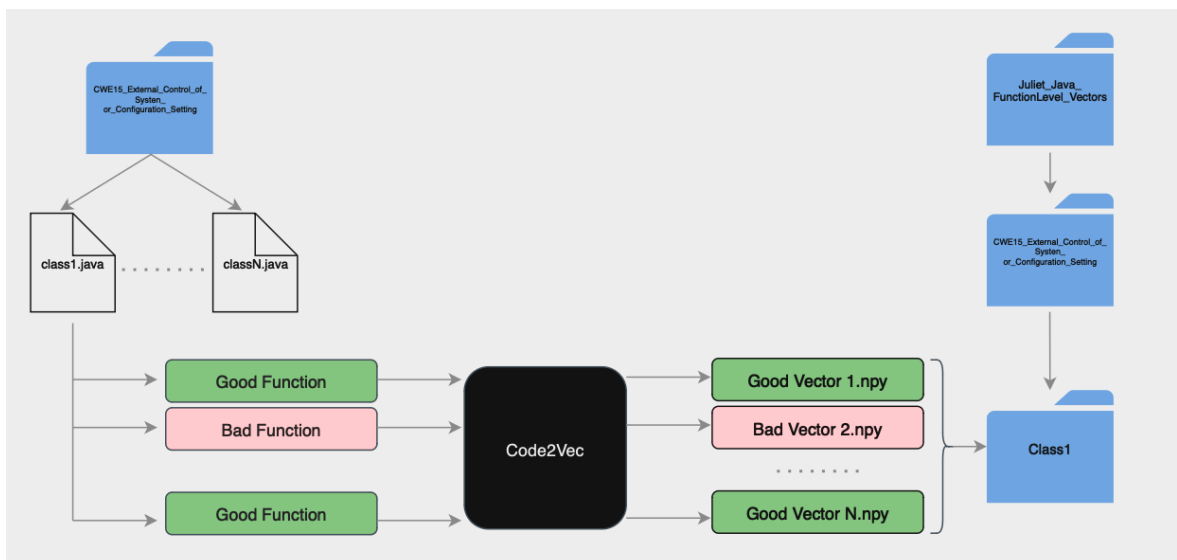 CWE15_External_Control_of_
Systen_
or_Configuration_Setting
Juliet_Java_
FunctionLevel_Vectors
class1.java
classN.java
CWE15_External_Control_of_
Systen_
or_Configuration_Setting
Good Function
Bad Function
Good Function
Code2Vec
Good Vector 1.npy
Bad Vector 2.npy
Good Vector N.npy
Class1